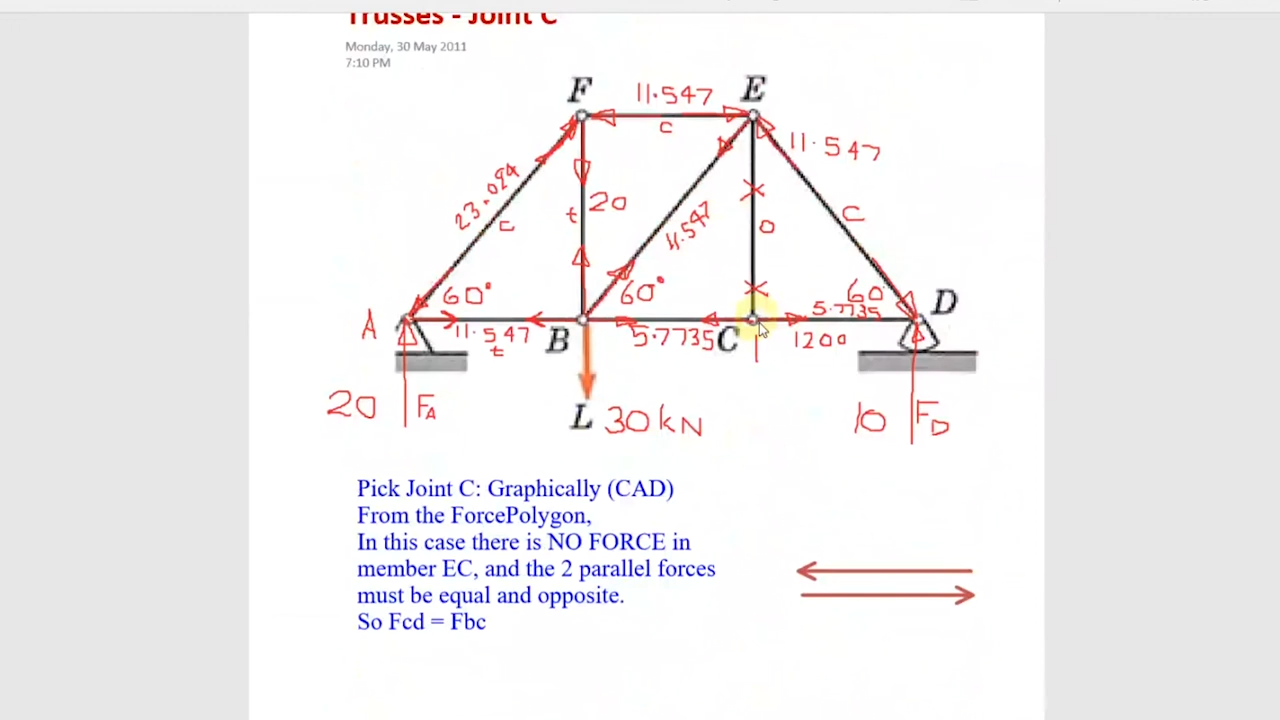 Trusses - Joint C
Monday, 30 May 2011
7:10 PM
F
11.547
E
c
11.547
23.094
c
t
20
11.547
0
c
60°
60°
60°
D
A
11.547
t
B
5.7735
C
5.7735
1200
20
FA
L
30 kN
10
FD
Pick Joint C: Graphically (CAD)
From the ForcePolygon,
In this case there is NO FORCE in
member EC, and the 2 parallel forces
must be equal and opposite.
So Fcd = Fbc